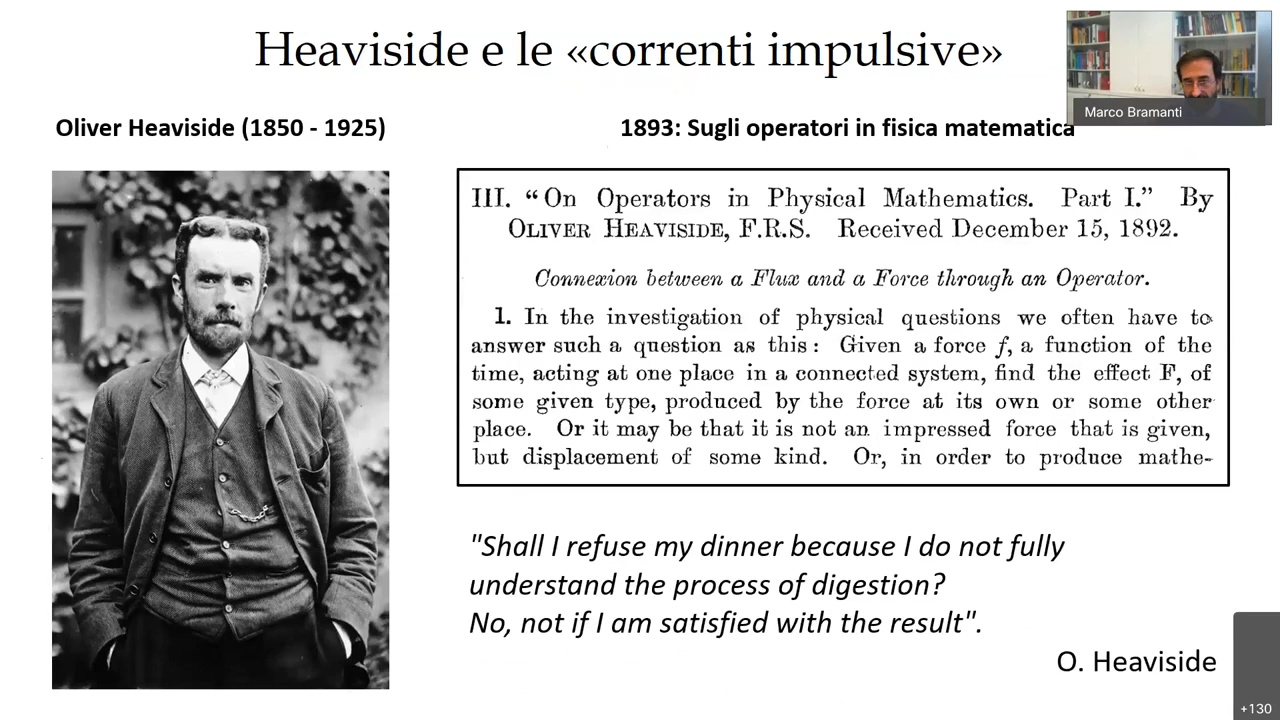 Heaviside e le «correnti impulsive»
Marco Bramanti
Oliver Heaviside (1850 - 1925)
1893: Sugli operatori in fisica matematica
III. “On Operators in Physical Mathematics. Part I.” By
OLIVER HEAVISIDE, F.R.S. Received December 15, 1892.
Connexion between a Flux and a Force through an Operator.
1. In the investigation of physical questions we often have to
answer such a question as this: Given a force f, a function of the
time, acting at one place in a connected system, find the effect F, of
some given type, produced by the force at its own or some other
place. Or it may be that it is not an impressed force that is given,
but displacement of some kind. Or, in order to produce mathe-
"Shall I refuse my dinner because I do not fully
understand the process of digestion?
No, not if I am satisfied with the result".
O. Heaviside
+130